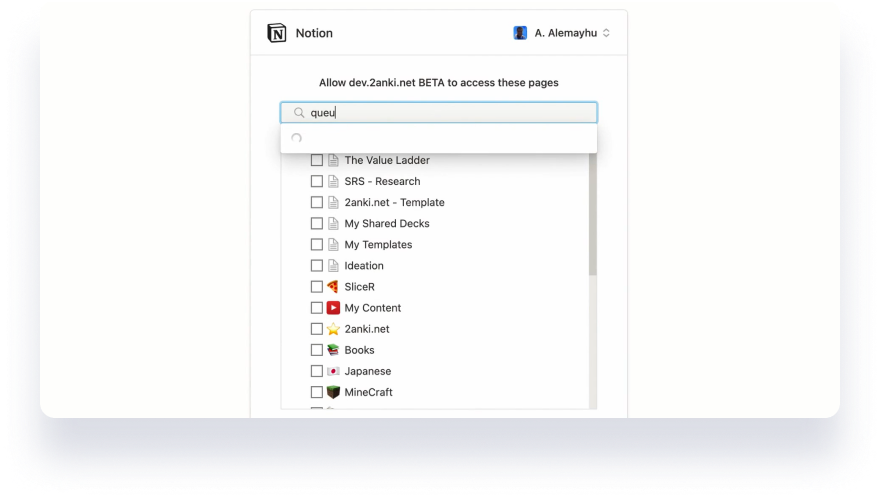 Notion
A. Alemayhu
Allow dev.2anki.net BETA to access these pages
queu
The Value Ladder
SRS - Research
2anki.net - Template
My Shared Decks
My Templates
Ideation
SliceR
My Content
2anki.net
Books
Japanese
MineCraft